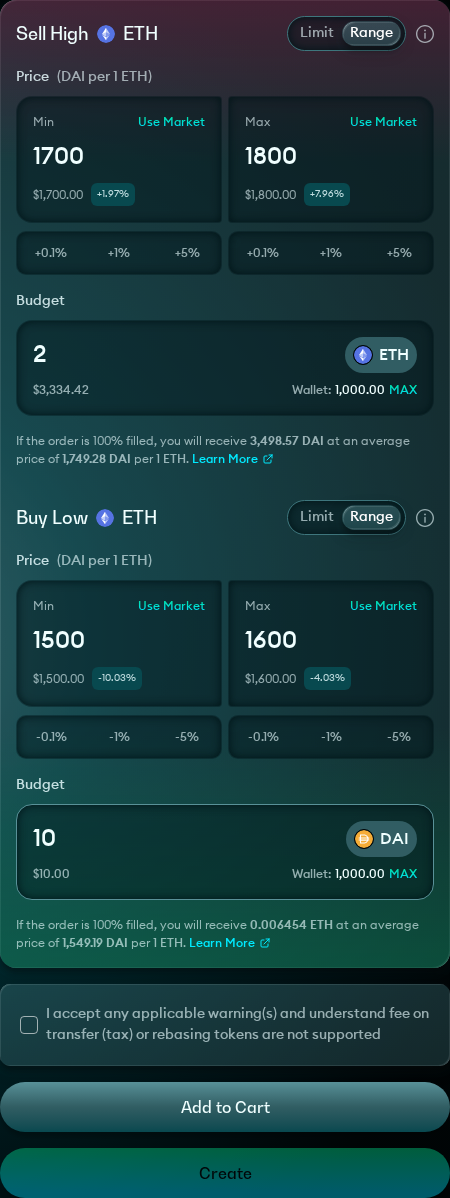 Sell High ETH Limit Range
Price (DAI per 1 ETH)
Min Use Market Max Use Market
1700 1800
$1,700.00 +1.97% $1,800.00 +7.96%
+0.1% +1% +5% +0.1% +1% +5%
Budget
2 ETH
$3,334.42 Wallet: 1,000.00 MAX
If the order is 100% filled, you will receive 3,498.57 DAI at an average
price of 1,749.28 DAI per 1 ETH. Learn More
Buy Low ETH Limit Range
Price (DAI per 1 ETH)
Min Use Market Max Use Market
1500 1600
$1,500.00 -10.03% $1,600.00 -4.03%
-0.1% -1% -5% -0.1% -1% -5%
Budget
10 DAI
$10.00 Wallet: 1,000.00 MAX
If the order is 100% filled, you will receive 0.006454 ETH at an average
price of 1,549.19 DAI per 1 ETH. Learn More
I accept any applicable warning(s) and understand fee on
transfer (tax) or rebasing tokens are not supported
Add to Cart
Create